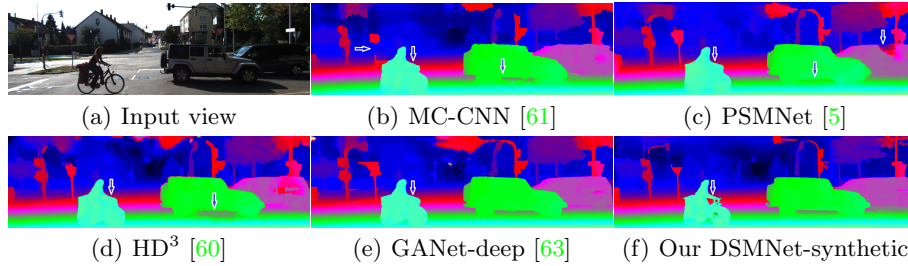 (a) Input view
(b) MC-CNN [61]
(c) PSMNet [5]
(d) HD³ [60]
(e) GANet-deep [63]
(f) Our DSMNet-synthetic